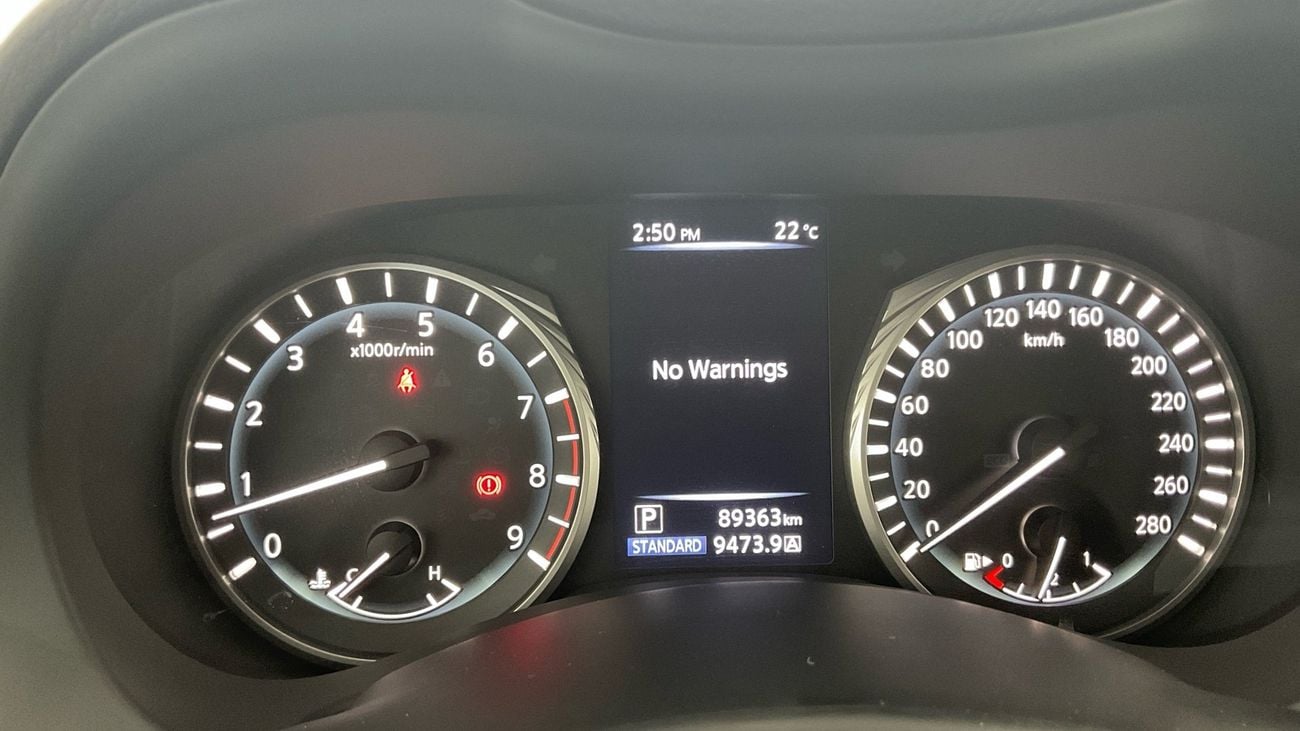 2:50 PM 22°C
No Warnings
P 89363km
STANDARD 9473.9 A
0 1 2 3 4 5 6 7 8 9
x1000r/min
C H
0 20 40 60 80 100 120 140 160 180 200 220 240 260 280
km/h
0 1
2